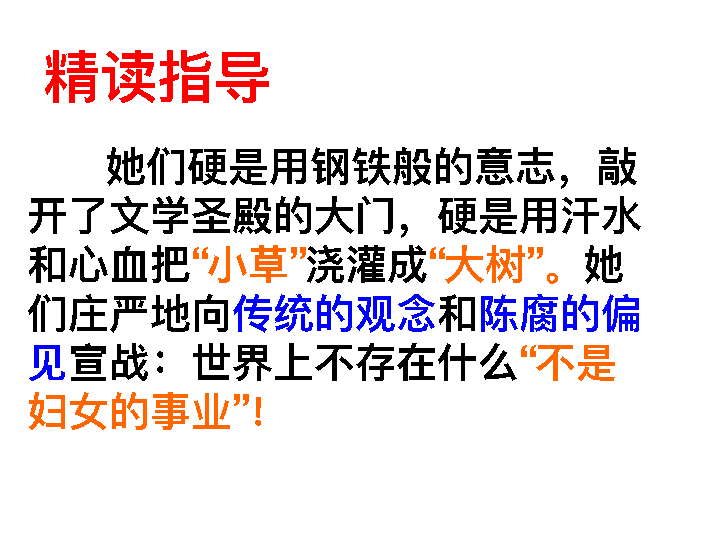 精读指导
她们硬是用钢铁般的意志，敲
开了文学圣殿的大门，硬是用汗水
和心血把“小草”浇灌成“大树”。她
们庄严地向传统的观念和陈腐的偏
见宣战：世界上不存在什么“不是
妇女的事业”!